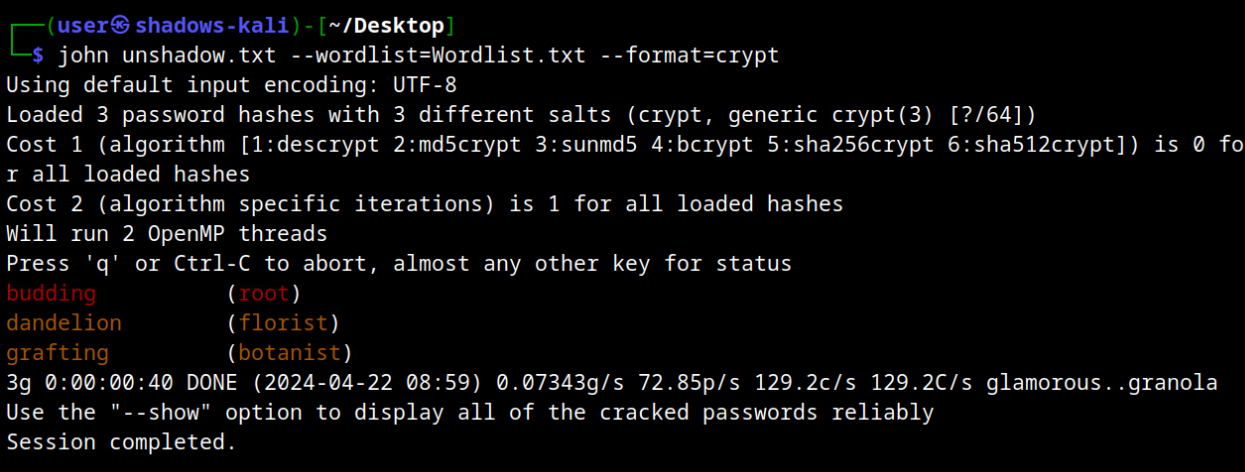 ┌──(user㉿shadows-kali)-[~/Desktop]
└─$ john unshadow.txt --wordlist=Wordlist.txt --format=crypt
Using default input encoding: UTF-8
Loaded 3 password hashes with 3 different salts (crypt, generic crypt(3) [?/64])
Cost 1 (algorithm [1:descrypt 2:md5crypt 3:sunmd5 4:bcrypt 5:sha256crypt 6:sha512crypt]) is 0 fo
r all loaded hashes
Cost 2 (algorithm specific iterations) is 1 for all loaded hashes
Will run 2 OpenMP threads
Press 'q' or Ctrl-C to abort, almost any other key for status
budding          (root)
dandelion        (florist)
grafting         (botanist)
3g 0:00:00:40 DONE (2024-04-22 08:59) 0.07343g/s 72.85p/s 129.2c/s 129.2C/s glamorous..granola
Use the "--show" option to display all of the cracked passwords reliably
Session completed.